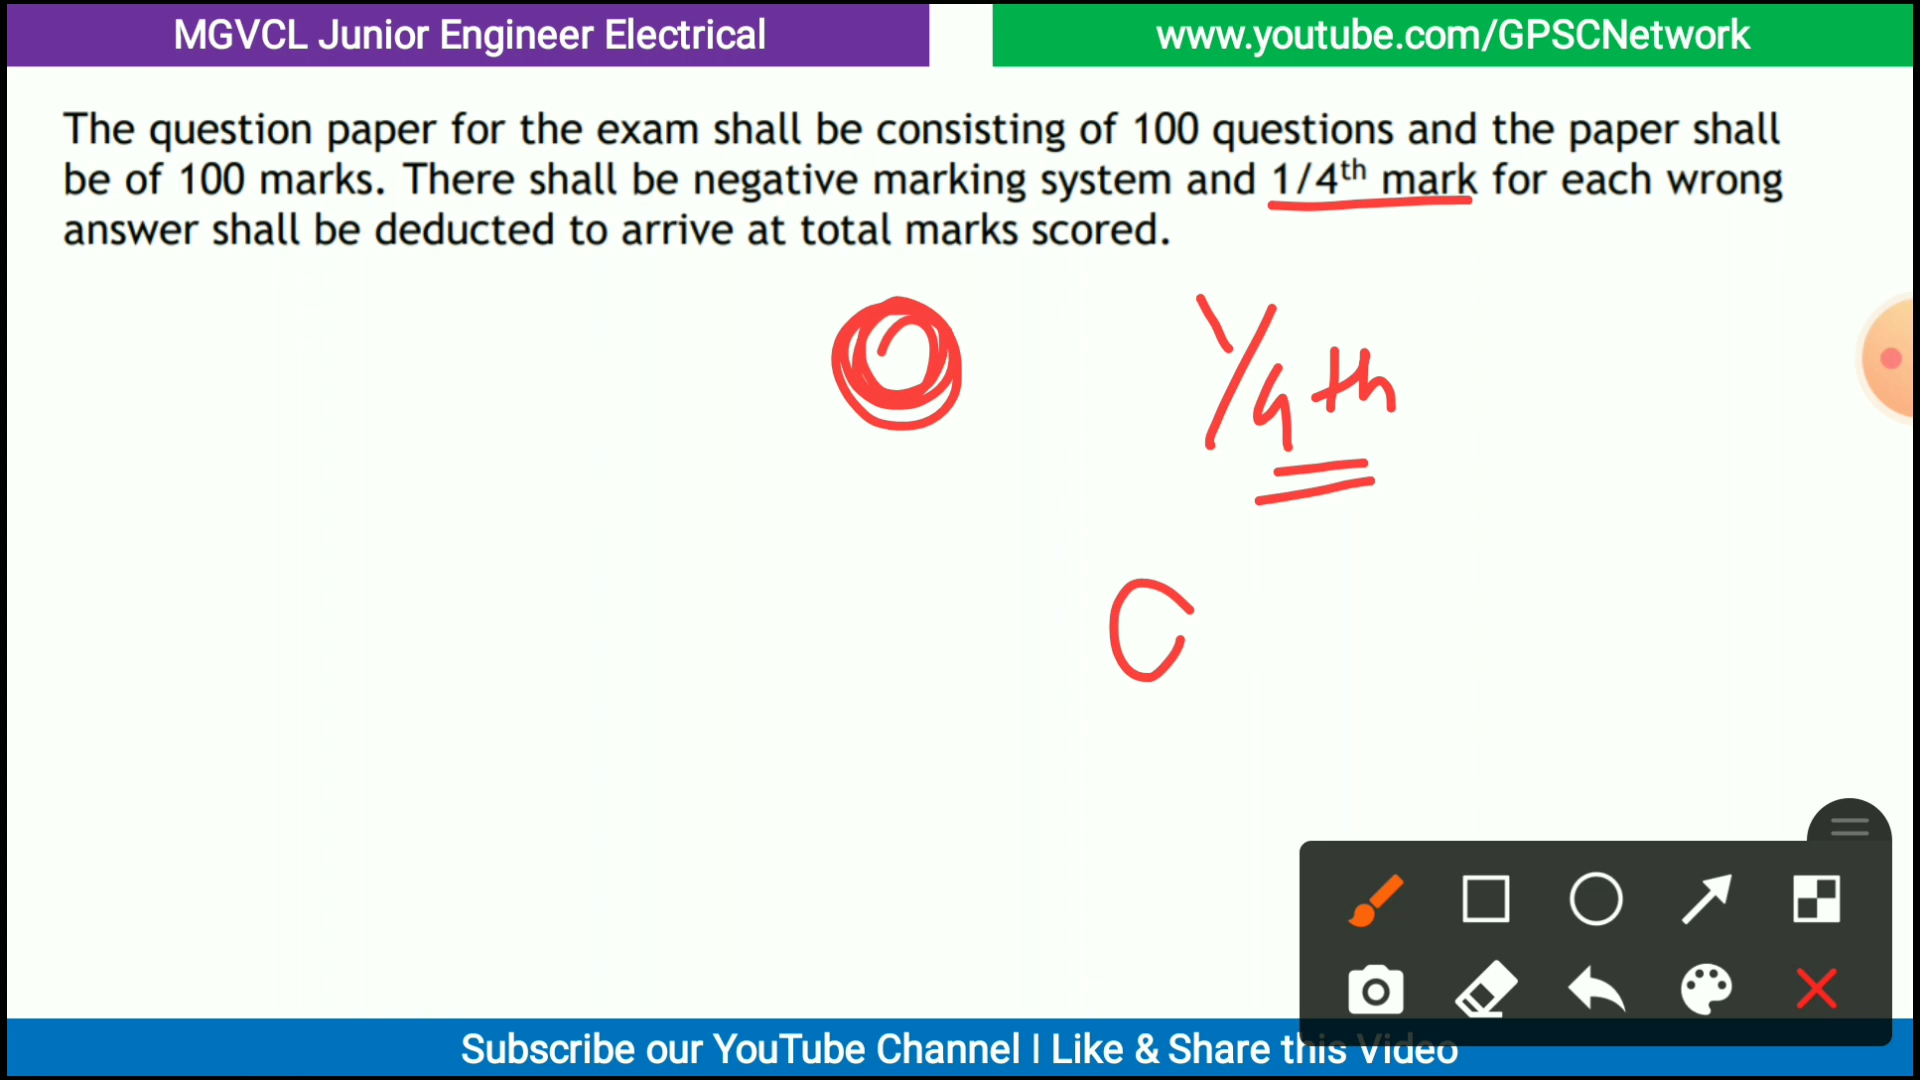 MGVCL Junior Engineer Electrical
www.youtube.com/GPSCNetwork
The question paper for the exam shall be consisting of 100 questions and the paper shall
be of 100 marks. There shall be negative marking system and 1/4th mark for each wrong
answer shall be deducted to arrive at total marks scored.
1/4th
Subscribe our YouTube Channel | Like & Share this Video